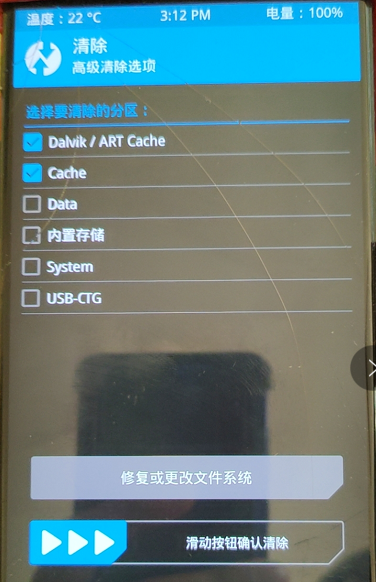 温度：22 °C 3:12 PM 电量：100%
清除
高级清除选项
选择要清除的分区：
Dalvik / ART Cache
Cache
Data
内置存储
System
USB-OTG
修复或更改文件系统
滑动按钮确认清除